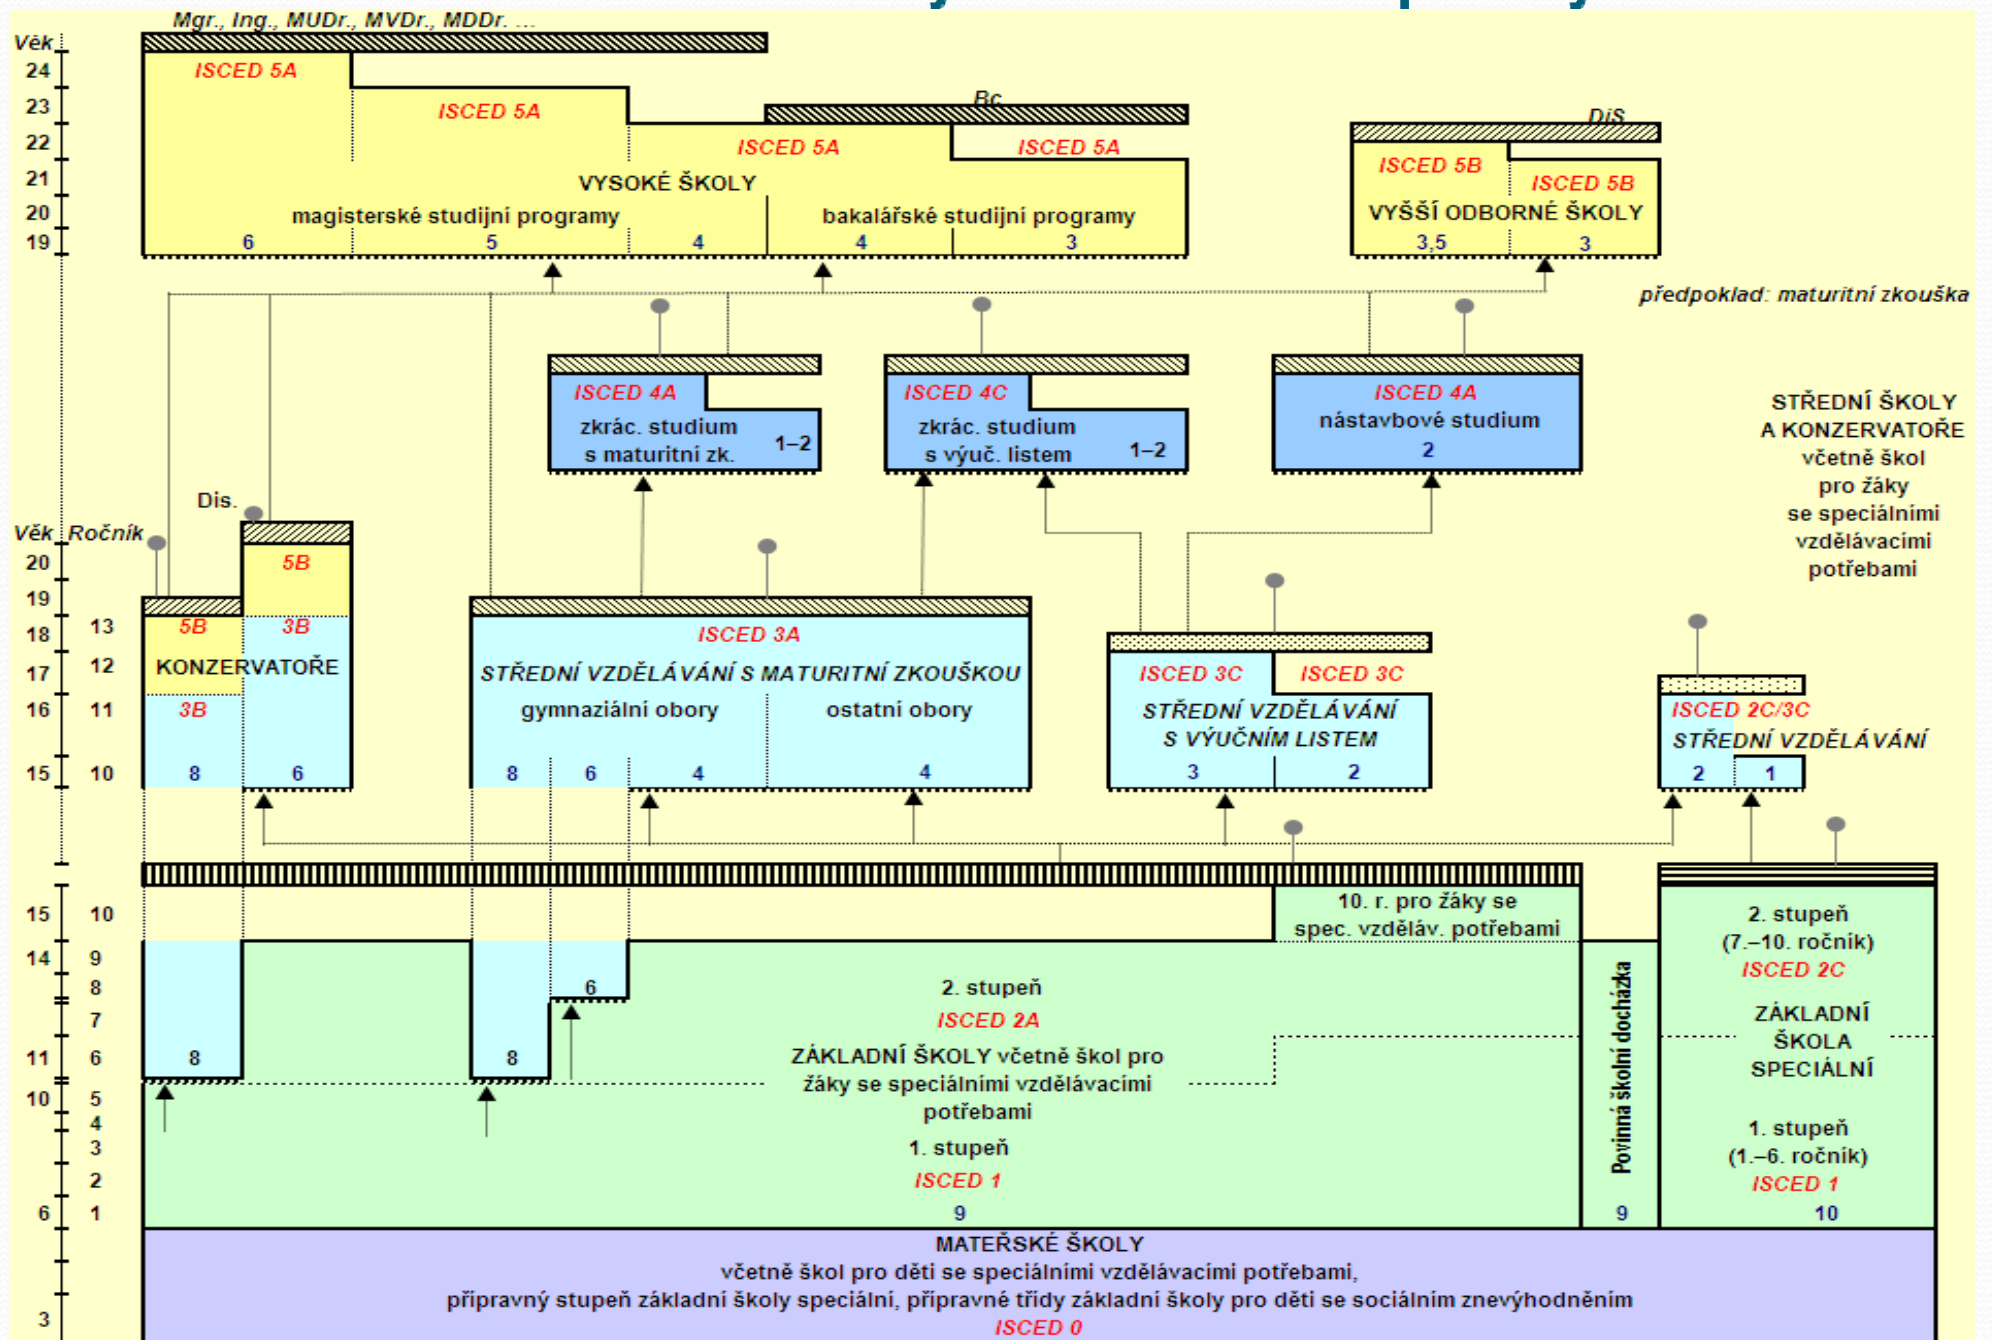 Mgr., Ing., MUDr., MVDr., MDDr. ...
Věk
24
23
22
21
20
19
ISCED 5A
ISCED 5A
ISCED 5A
ISCED 5A
Bc
VYSOKÉ ŠKOLY
magisterské studijní programy
bakalářské studijní programy
6
5
4
4
3
DiS
ISCED 5B
ISCED 5B
VYŠŠÍ ODBORNÉ ŠKOLY
3,5
3
předpoklad: maturitní zkouška
ISCED 4A
zkrác. studium
s maturitní zk.
1–2
ISCED 4C
zkrác. studium
s výuč. listem
1–2
ISCED 4A
nástavbové studium
2
STŘEDNÍ ŠKOLY
A KONZERVATOŘE
včetně škol
pro žáky
se speciálními
vzdělávacími
potřebami
Věk
Ročník
20
19
18
13
17
12
16
11
15
10
Dis.
5B
5B
3B
KONZERVATOŘE
3B
8
6
ISCED 3A
STŘEDNÍ VZDĚLÁVÁNÍ S MATURITNÍ ZKOUŠKOU
gymnaziální obory
ostatní obory
8
6
4
4
ISCED 3C
ISCED 3C
STŘEDNÍ VZDĚLÁVÁNÍ
S VÝUČNÍM LISTEM
3
2
ISCED 2C/3C
STŘEDNÍ VZDĚLÁVÁNÍ
2
1
15
10
14
9
8
7
11
6
10
5
4
3
2
6
1
3
8
8
6
10. r. pro žáky se
spec. vzděláv. potřebami
2. stupeň
ISCED 2A
ZÁKLADNÍ ŠKOLY včetně škol pro
žáky se speciálními vzdělávacími
potřebami
1. stupeň
ISCED 1
9
Povinná školní docházka
9
2. stupeň
(7.–10. ročník)
ISCED 2C
ZÁKLADNÍ
ŠKOLA
SPECIÁLNÍ
1. stupeň
(1.–6. ročník)
ISCED 1
10
MATEŘSKÉ ŠKOLY
včetně škol pro děti se speciálními vzdělávacími potřebami,
přípravný stupeň základní školy speciální, přípravné třídy základní školy pro děti se sociálním znevýhodněním
ISCED 0